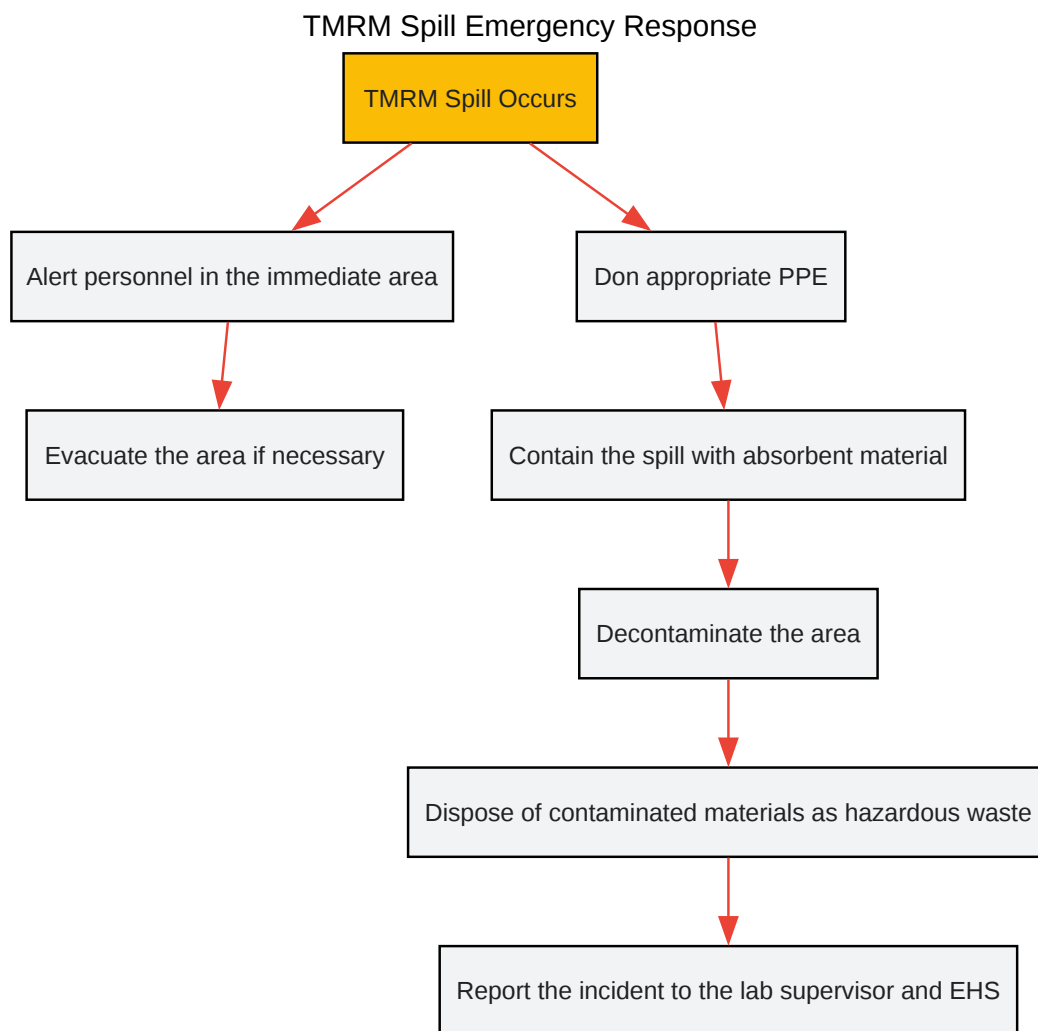 TMRM Spill Emergency Response
TMRM Spill Occurs
Alert personnel in the immediate area
Don appropriate PPE
Evacuate the area if necessary
Contain the spill with absorbent material
Decontaminate the area
Dispose of contaminated materials as hazardous waste
Report the incident to the lab supervisor and EHS